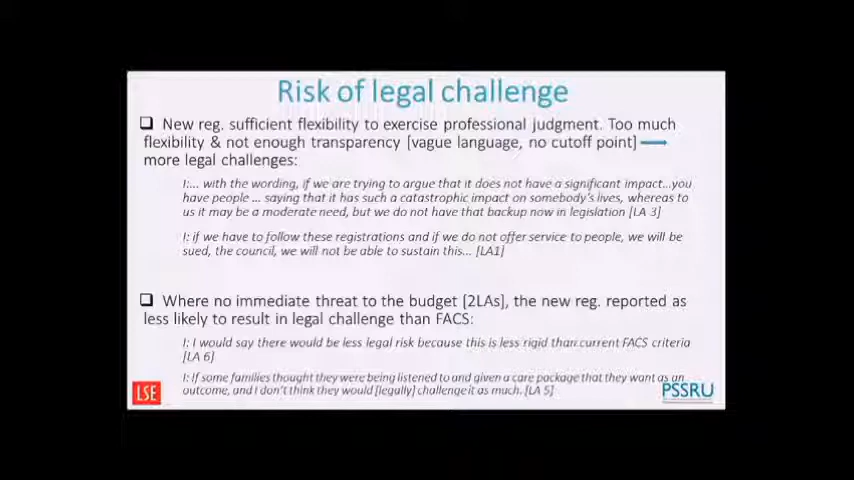 Risk of legal challenge
❑ New reg. sufficient flexibility to exercise professional judgment. Too much
flexibility & not enough transparency [vague language, no cutoff point]
more legal challenges:
I:... with the wording, if we are trying to argue that it does not have a significant impact...you
have people ... saying that it has such a catastrophic impact on somebody's lives, whereas to
us it may be a moderate need, but we do not have that backup now in legislation [LA 3]
I: if we have to follow these registrations and if we do not offer service to people, we will be
sued, the council, we will not be able to sustain this... [LA1]
❑ Where no immediate threat to the budget [2LAs], the new reg. reported as
less likely to result in legal challenge than FACS:
I: I would say there would be less legal risk because this is less rigid than current FACS criteria
[LA 6]
I: If some families thought they were being listened to and given a care package that they want as an
outcome, and I don't think they would [legally] challenge it as much. [LA 5]
LSE
PSSRU